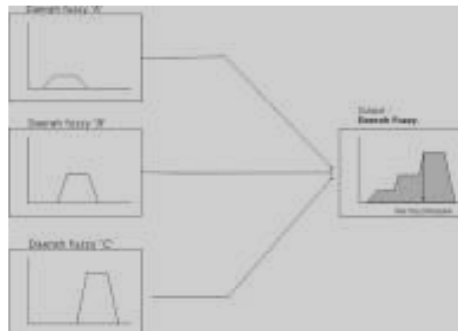 Daerah fuzzy 'A'
Daerah fuzzy 'B'
Daerah fuzzy "C"
Output
Daerah Fuzzy